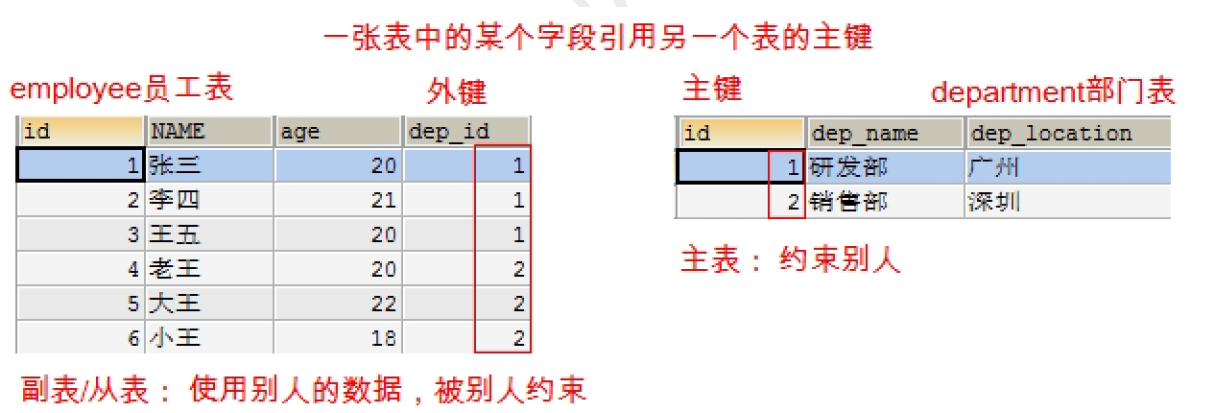 一张表中的某个字段引用另一个表的主键
employee员工表
外键
主键
department部门表
id NAME age dep_id
1 张三 20 1
2 李四 21 1
3 王五 20 1
4 老王 20 2
5 大王 22 2
6 小王 18 2
id dep_name dep_location
1 研发部 广州
2 销售部 深圳
主表：约束别人
副表/从表：使用别人的数据，被别人约束